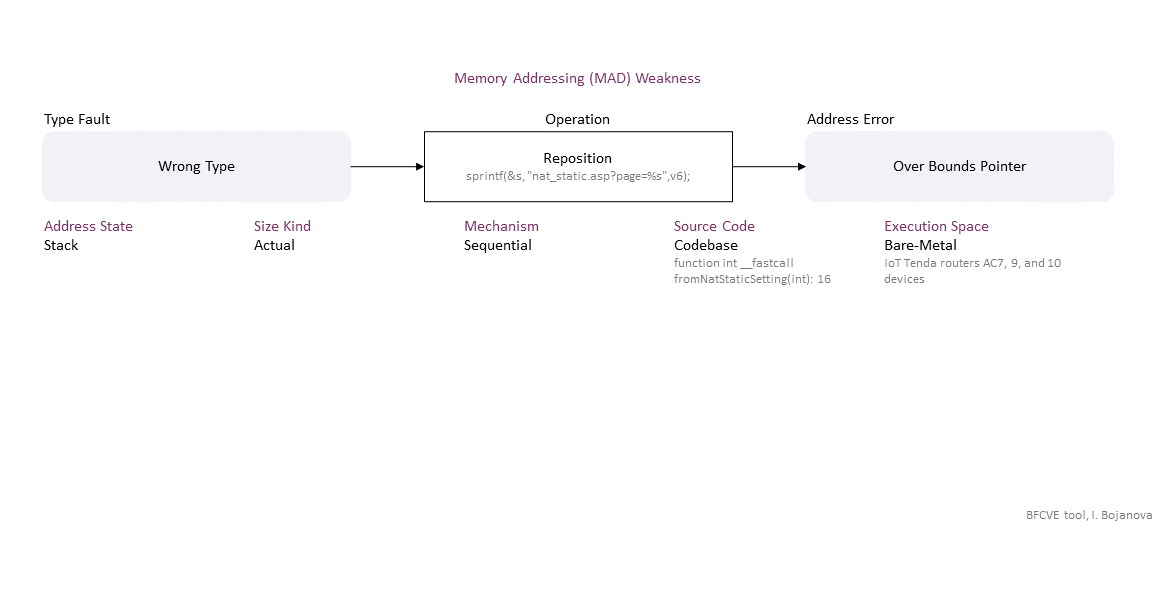 Memory Addressing (MAD) Weakness
Type Fault
Operation
Address Error
Wrong Type
Reposition
sprintf(&s, "nat_static.asp?page=%s",v6);
Over Bounds Pointer
Address State
Size Kind
Mechanism
Source Code
Execution Space
Stack
Actual
Sequential
Codebase
Bare-Metal
function int __fastcall
fromNatStaticSetting(int): 16
IoT Tenda routers AC7, 9, and 10
devices
BFCVE tool, I. Bojanova